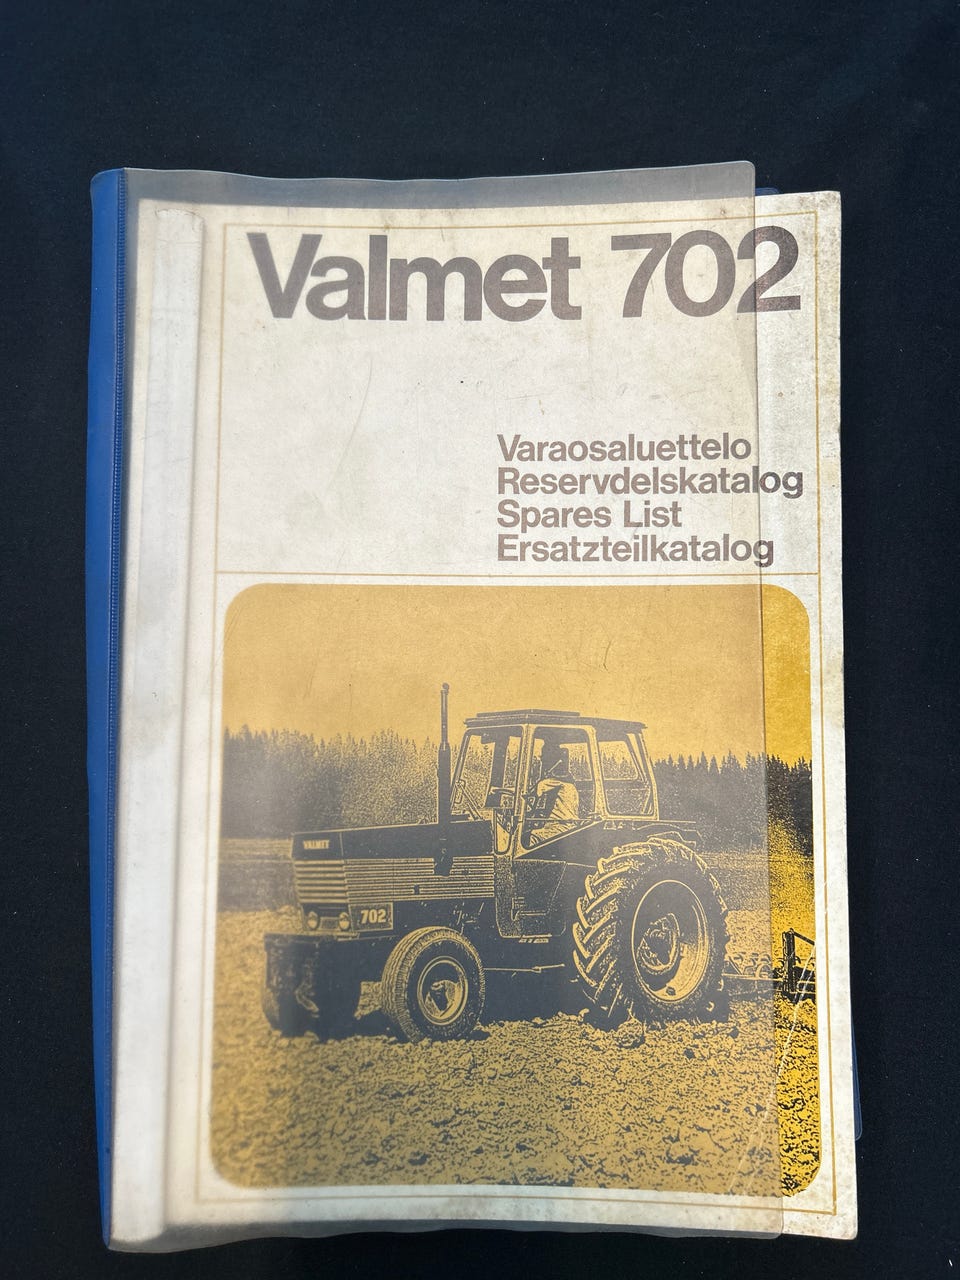 Valmet 702
Varaosaluettelo
Reservdelskatalog
Spares List
Ersatzteilkatalog
VALMET
702